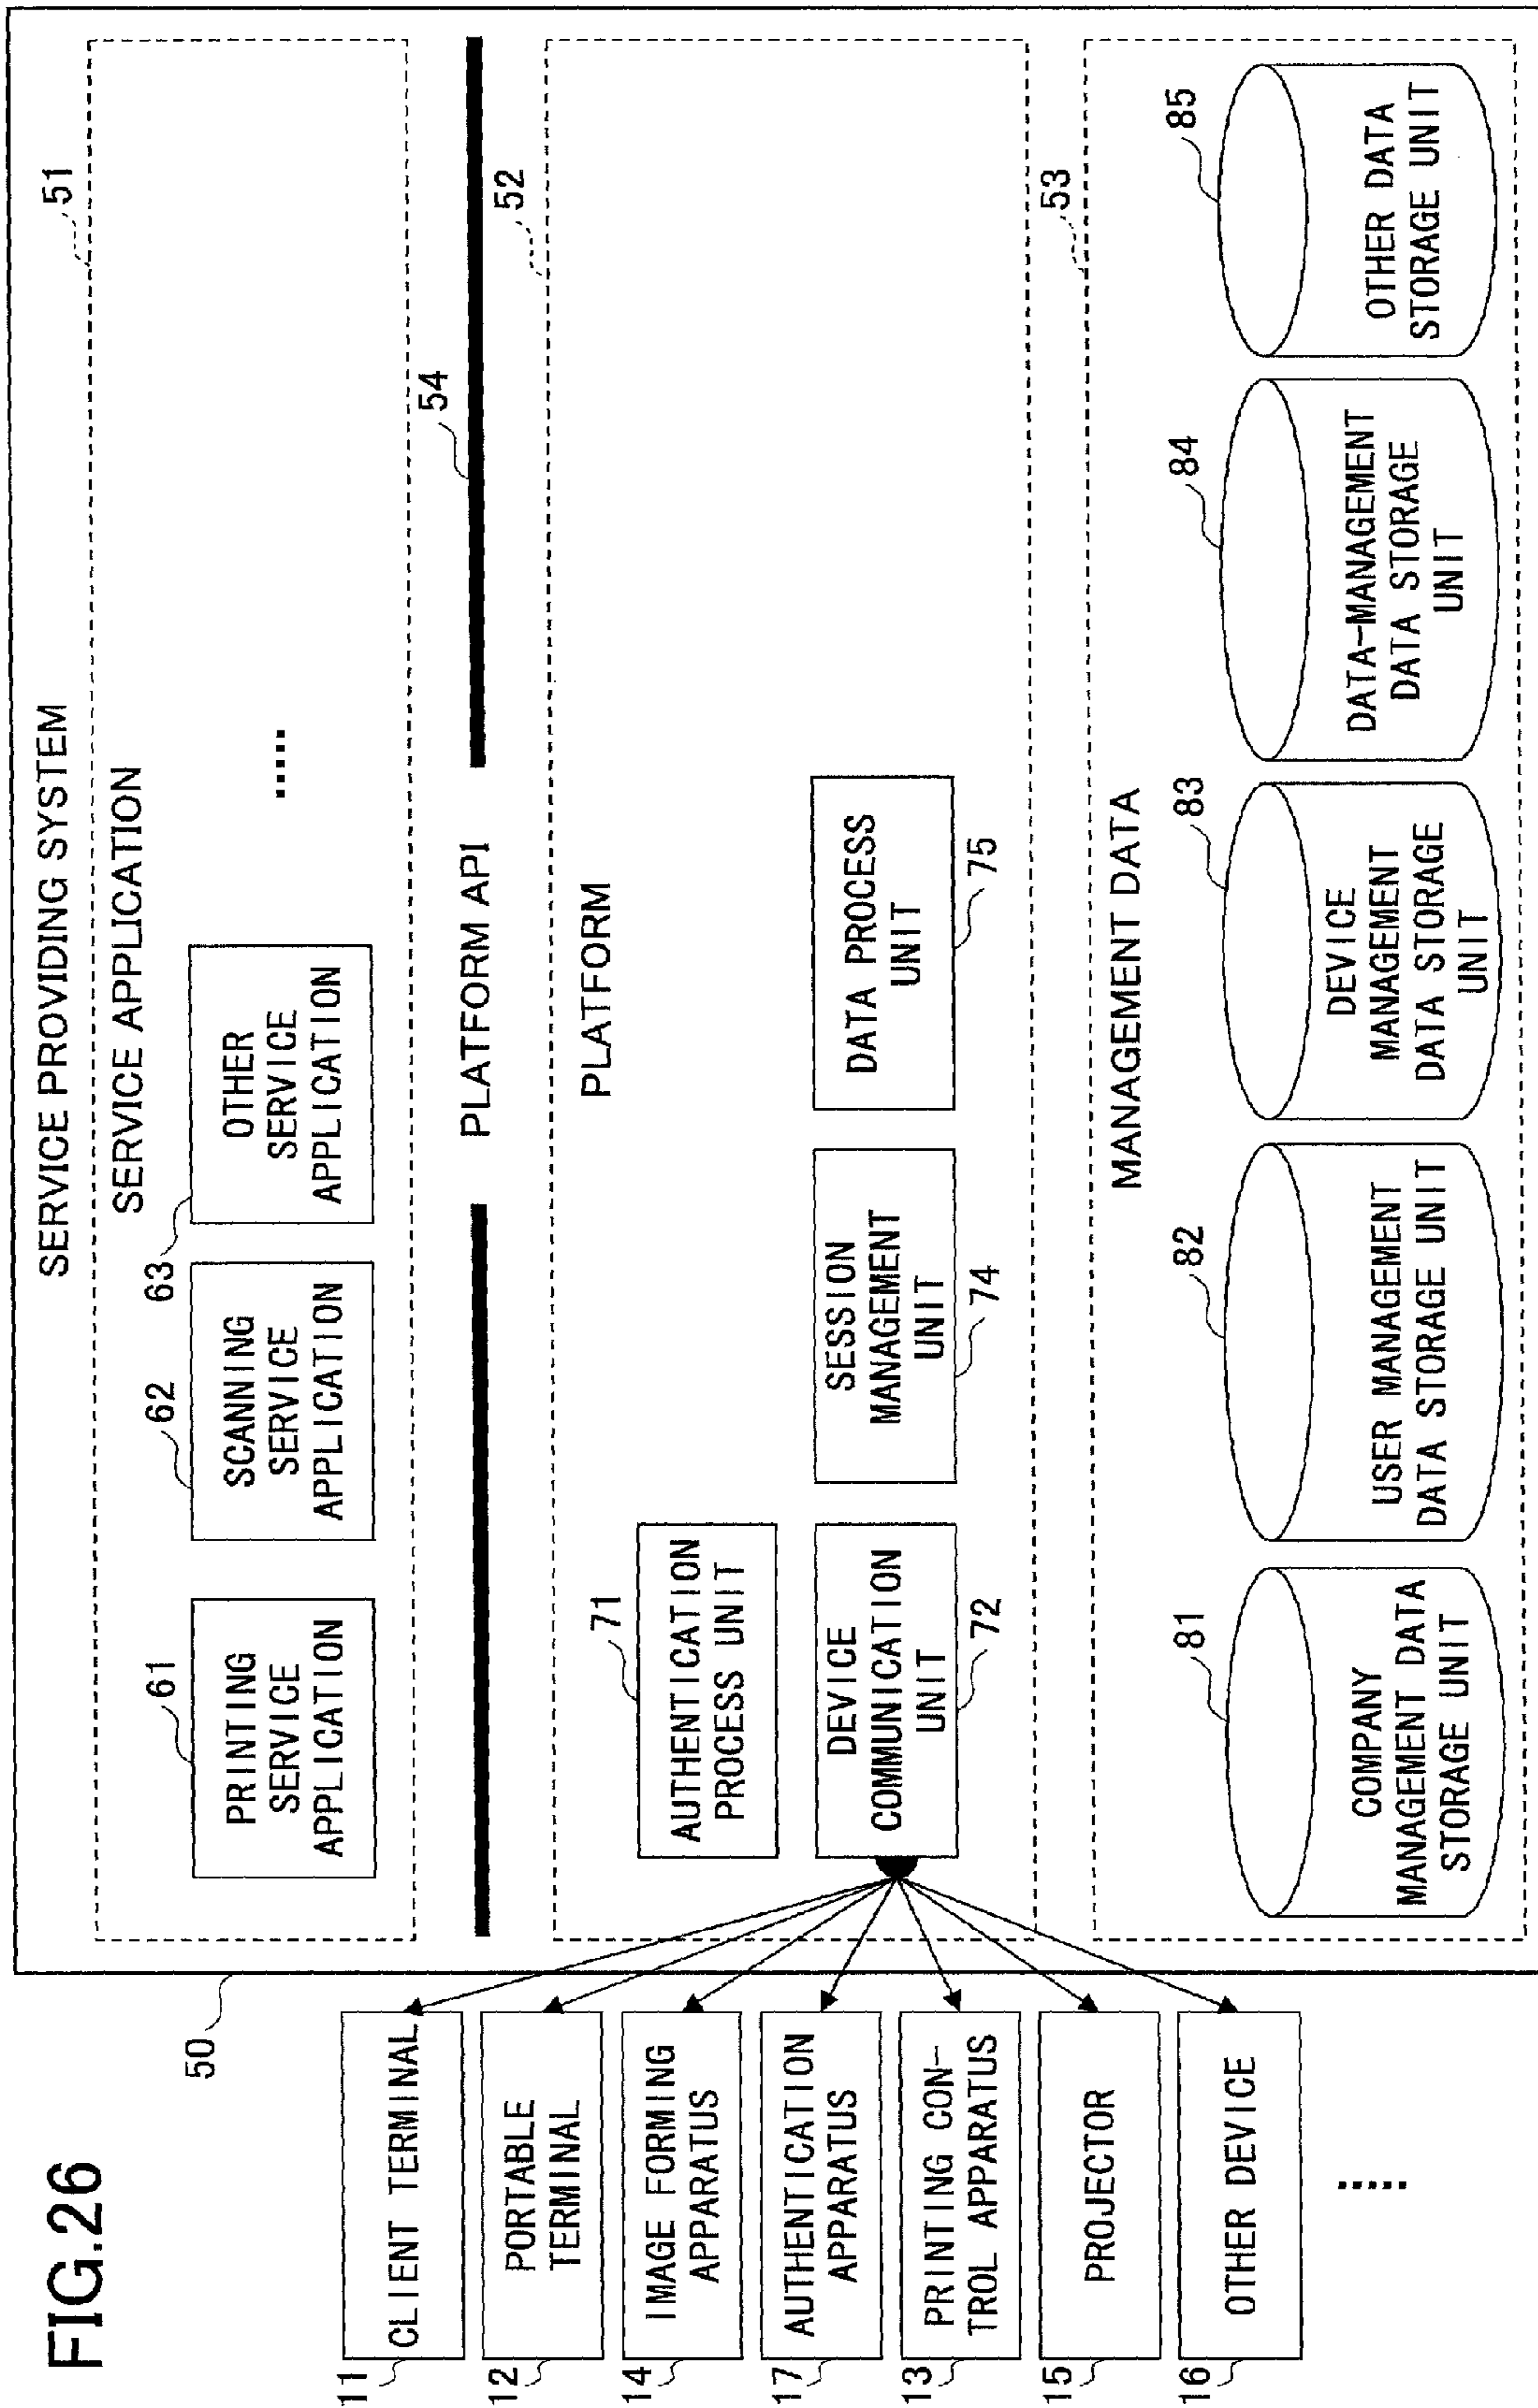 FIG.26
SERVICE PROVIDING SYSTEM
50
51
SERVICE APPLICATION
61
PRINTING
SERVICE
APPLICATION
62
SCANNING
SERVICE
APPLICATION
63
OTHER
SERVICE
APPLICATION
.....
PLATFORM API
54
52
PLATFORM
71
AUTHENTICATION
PROCESS UNIT
DEVICE
COMMUNICATION
UNIT
72
SESSION
MANAGEMENT
UNIT
74
DATA PROCESS
UNIT
75
53
MANAGEMENT DATA
81
COMPANY
MANAGEMENT DATA
STORAGE UNIT
82
USER MANAGEMENT
DATA STORAGE UNIT
83
DEVICE
MANAGEMENT
DATA STORAGE
UNIT
84
DATA-MANAGEMENT
DATA STORAGE
UNIT
85
OTHER DATA
STORAGE UNIT
11
CLIENT TERMINAL
12
PORTABLE
TERMINAL
14
IMAGE FORMING
APPARATUS
17
AUTHENTICATION
APPARATUS
13
PRINTING CON-
TROL APPARATUS
15
PROJECTOR
16
OTHER DEVICE
.....